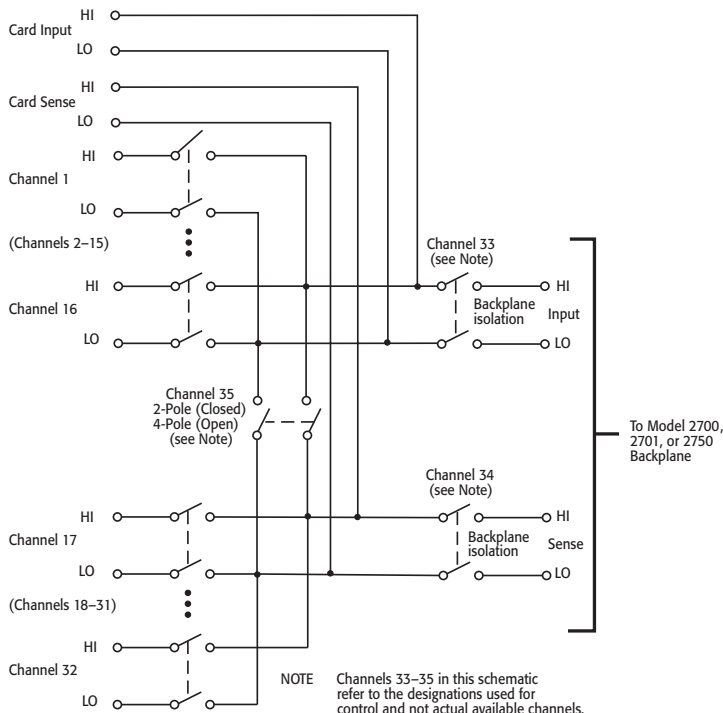 HI
Card Input
LO
HI
Card Sense
LO
HI
Channel 1
LO
(Channels 2–15)
HI
Channel 16
LO
Channel 33
(see Note)
Backplane
isolation
HI
Input
LO
Channel 35
2-Pole (Closed)
4-Pole (Open)
(see Note)
To Model 2700,
2701, or 2750
Backplane
HI
Channel 17
LO
(Channels 18–31)
Channel 34
(see Note)
Backplane
isolation
HI
Sense
LO
HI
Channel 32
LO
NOTE Channels 33–35 in this schematic
refer to the designations used for
control and not actual available channels.